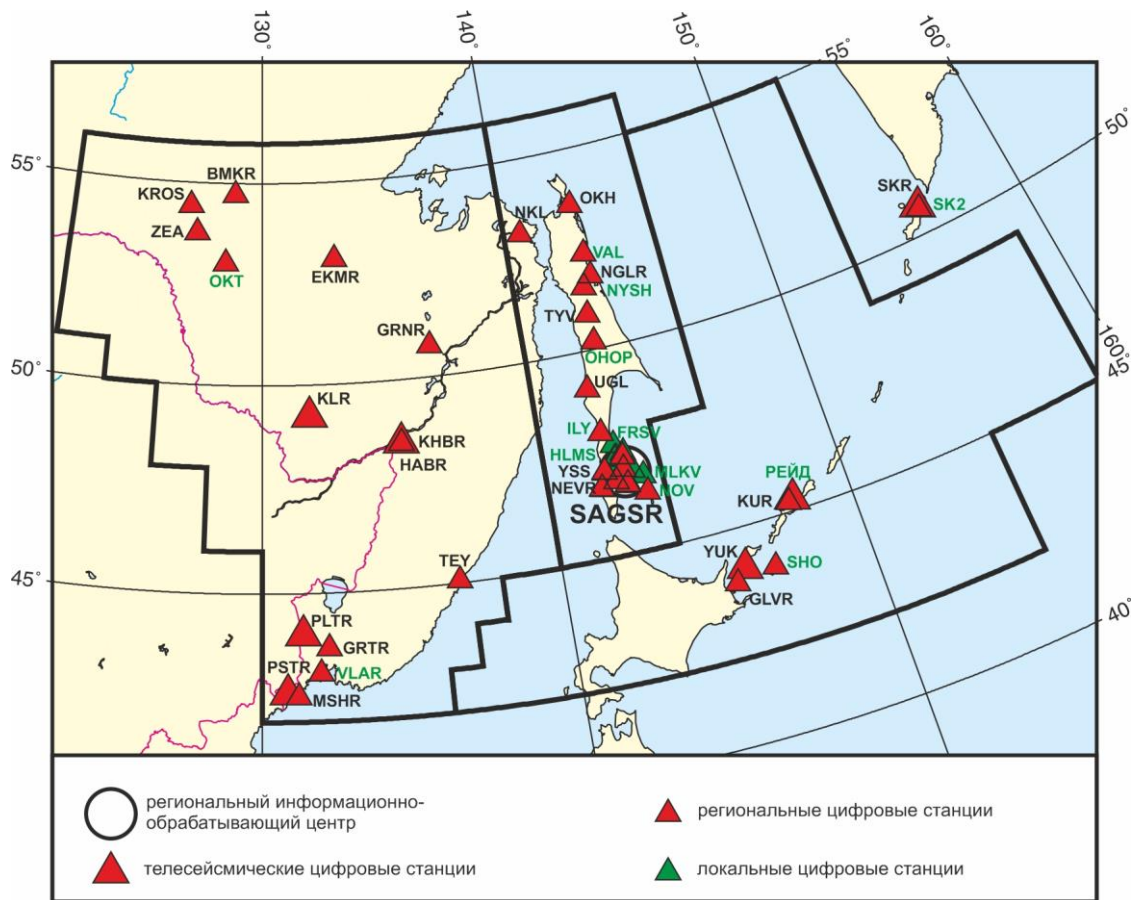 130°
140°
150°
55°
160°
50°
55°
BMKR
KROS
ZEA
OKT
EKMR
NKL
OKH
VAL
NGLR
NYSH
TYV
OHOP
UGL
SKR
SK2
GRNR
50°
KLR
KHBR
HABR
160°
45°
ILY
FRSV
HLMS
YSS
MLKV
NEVR
NOV
SAGSR
РЕЙД
KUR
YUK
SHO
GLVR
45°
TEY
40°
PLTR
GRTR
PSTR
VLAR
MSHR
региональный информационно-
обрабатывающий центр
региональные цифровые станции
телесейсмические цифровые станции
локальные цифровые станции